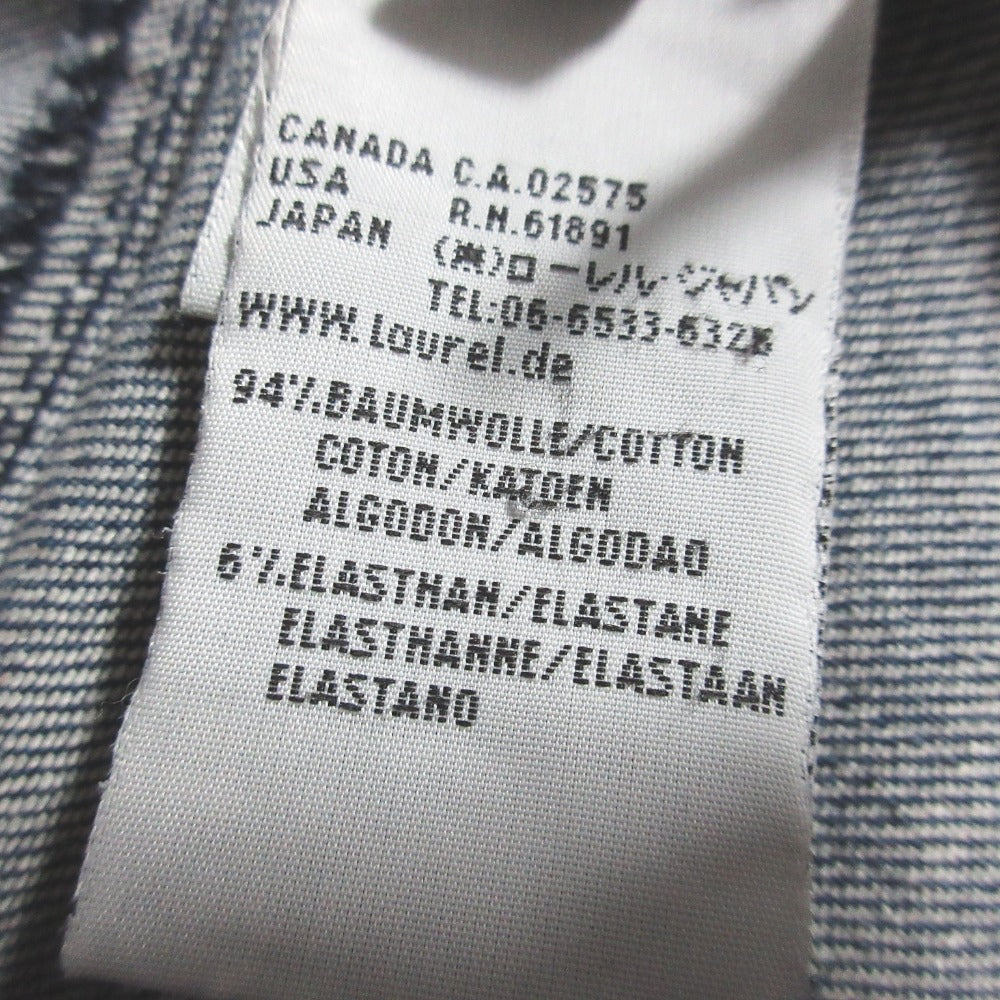 CANADA C.A.02575
USA R.N.61891
JAPAN (株)ローレルジャパン
TEL:06-6533-632
www.Laurel.de
94%BAUMWOLLE/COTTON
COTON/KATOEN
ALGODON/ALGODAO
6%ELASTHAN/ELASTANE
ELASTHANNE/ELASTAAN
ELASTANO